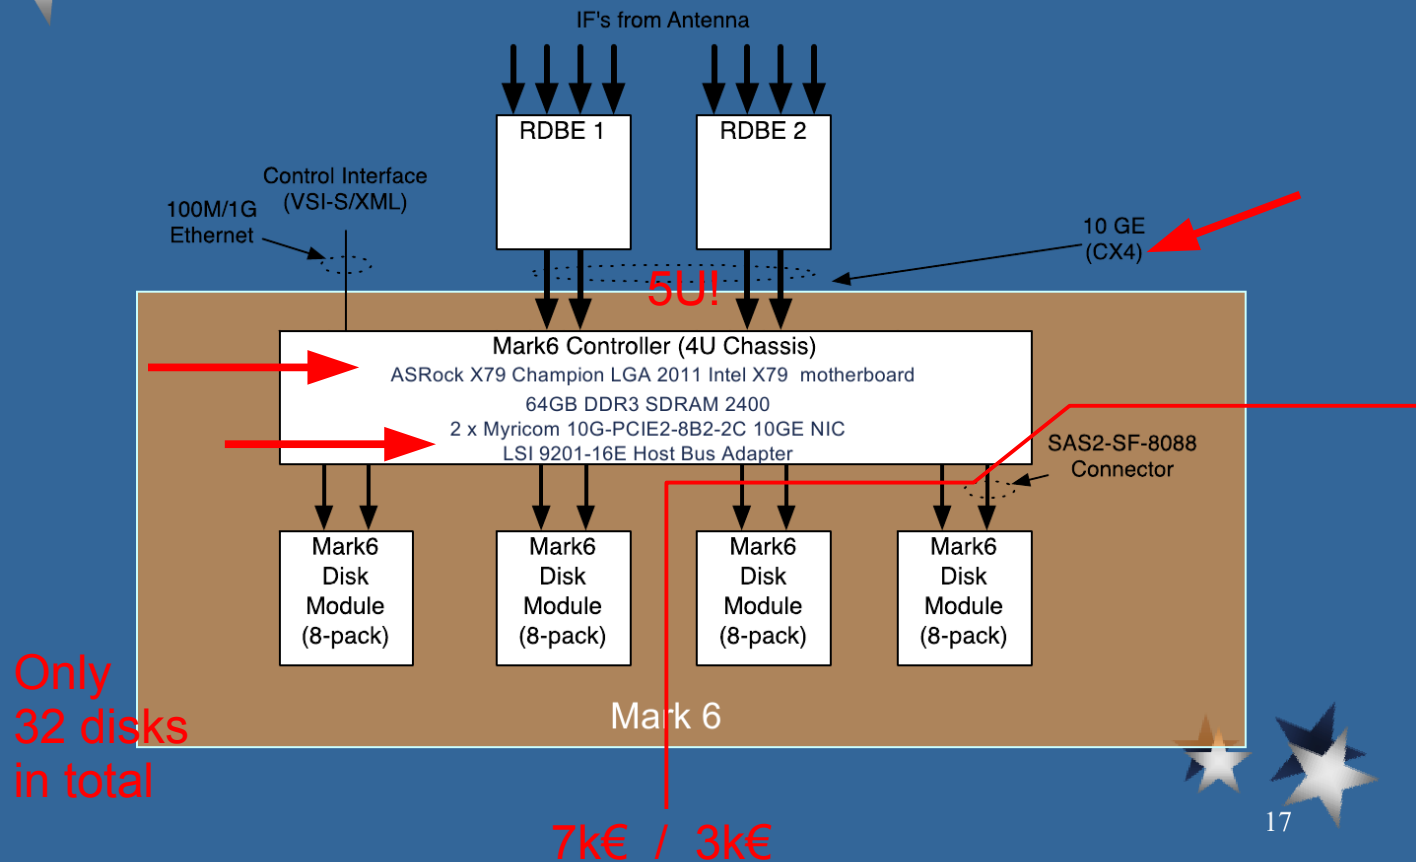 IF's from Antenna
RDBE 1
RDBE 2
Control Interface
(VSI-S/XML)
100M/1G
Ethernet
10 GE
(CX4)
5U!
Mark6 Controller (4U Chassis)
ASRock X79 Champion LGA 2011 Intel X79 motherboard
64GB DDR3 SDRAM 2400
2 x Myricom 10G-PCIE2-8B2-2C 10GE NIC
LSI 9201-16E Host Bus Adapter
SAS2-SF-8088
Connector
Mark6
Disk
Module
(8-pack)
Mark6
Disk
Module
(8-pack)
Mark6
Disk
Module
(8-pack)
Mark6
Disk
Module
(8-pack)
Only
32 disks
in total
Mark 6
7k€ / 3k€
17